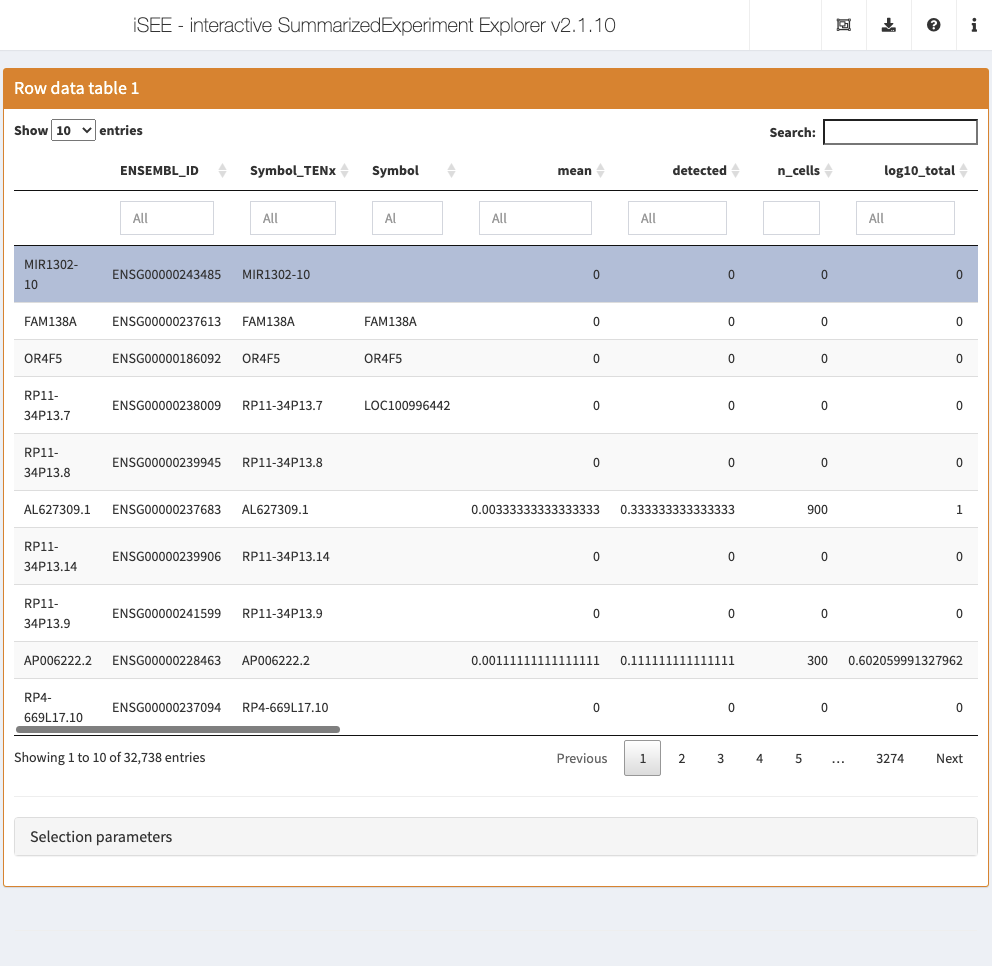 iSEE - interactive SummarizedExperiment Explorer v2.1.10
Row data table 1
Show 10 entries
Search:
ENSEMBL_ID Symbol_TENx Symbol mean detected n_cells log10_total
All All Al All All All
MIR1302-
10 ENSG00000243485 MIR1302-10 0 0 0 0
FAM138A ENSG00000237613 FAM138A FAM138A 0 0 0 0
OR4F5 ENSG00000186092 OR4F5 OR4F5 0 0 0 0
RP11-
34P13.7 ENSG00000238009 RP11-34P13.7 LOC100996442 0 0 0 0
RP11-
34P13.8 ENSG00000239945 RP11-34P13.8 0 0 0 0
AL627309.1 ENSG00000237683 AL627309.1 0.00333333333333333 0.333333333333333 900 1
RP11-
34P13.14 ENSG00000239906 RP11-34P13.14 0 0 0 0
RP11-
34P13.9 ENSG00000241599 RP11-34P13.9 0 0 0 0
AP006222.2 ENSG00000228463 AP006222.2 0.00111111111111111 0.111111111111111 300 0.602059991327962
RP4-
669L17.10 ENSG00000237094 RP4-669L17.10 0 0 0 0
Showing 1 to 10 of 32,738 entries
Previous 1 2 3 4 5 … 3274 Next
Selection parameters